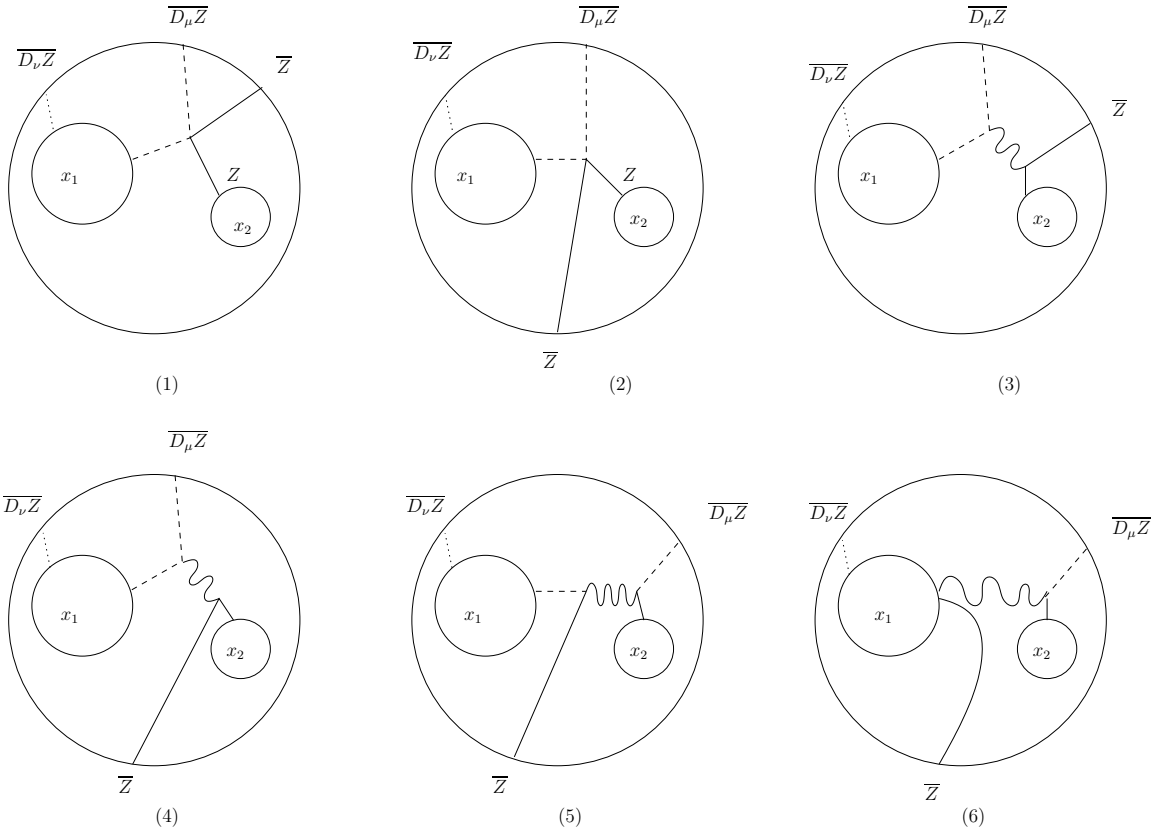 $\overline{D_\mu Z}$ $\overline{D_\mu Z}$ $\overline{D_\mu Z}$
$\overline{D_\nu Z}$ $\overline{Z}$ $\overline{D_\nu Z}$ $\overline{D_\nu Z}$
$\overline{Z}$
$x_1$ $Z$ $x_1$ $Z$ $x_1$
$x_2$ $x_2$ $x_2$
$\overline{Z}$
(1) (2) (3)
$\overline{D_\mu Z}$
$\overline{D_\nu Z}$ $\overline{D_\nu Z}$ $\overline{D_\mu Z}$ $\overline{D_\nu Z}$ $\overline{D_\mu Z}$
$x_1$ $x_1$ $x_1$
$x_2$ $x_2$ $x_2$
$\overline{Z}$ $\overline{Z}$ $\overline{Z}$
(4) (5) (6)